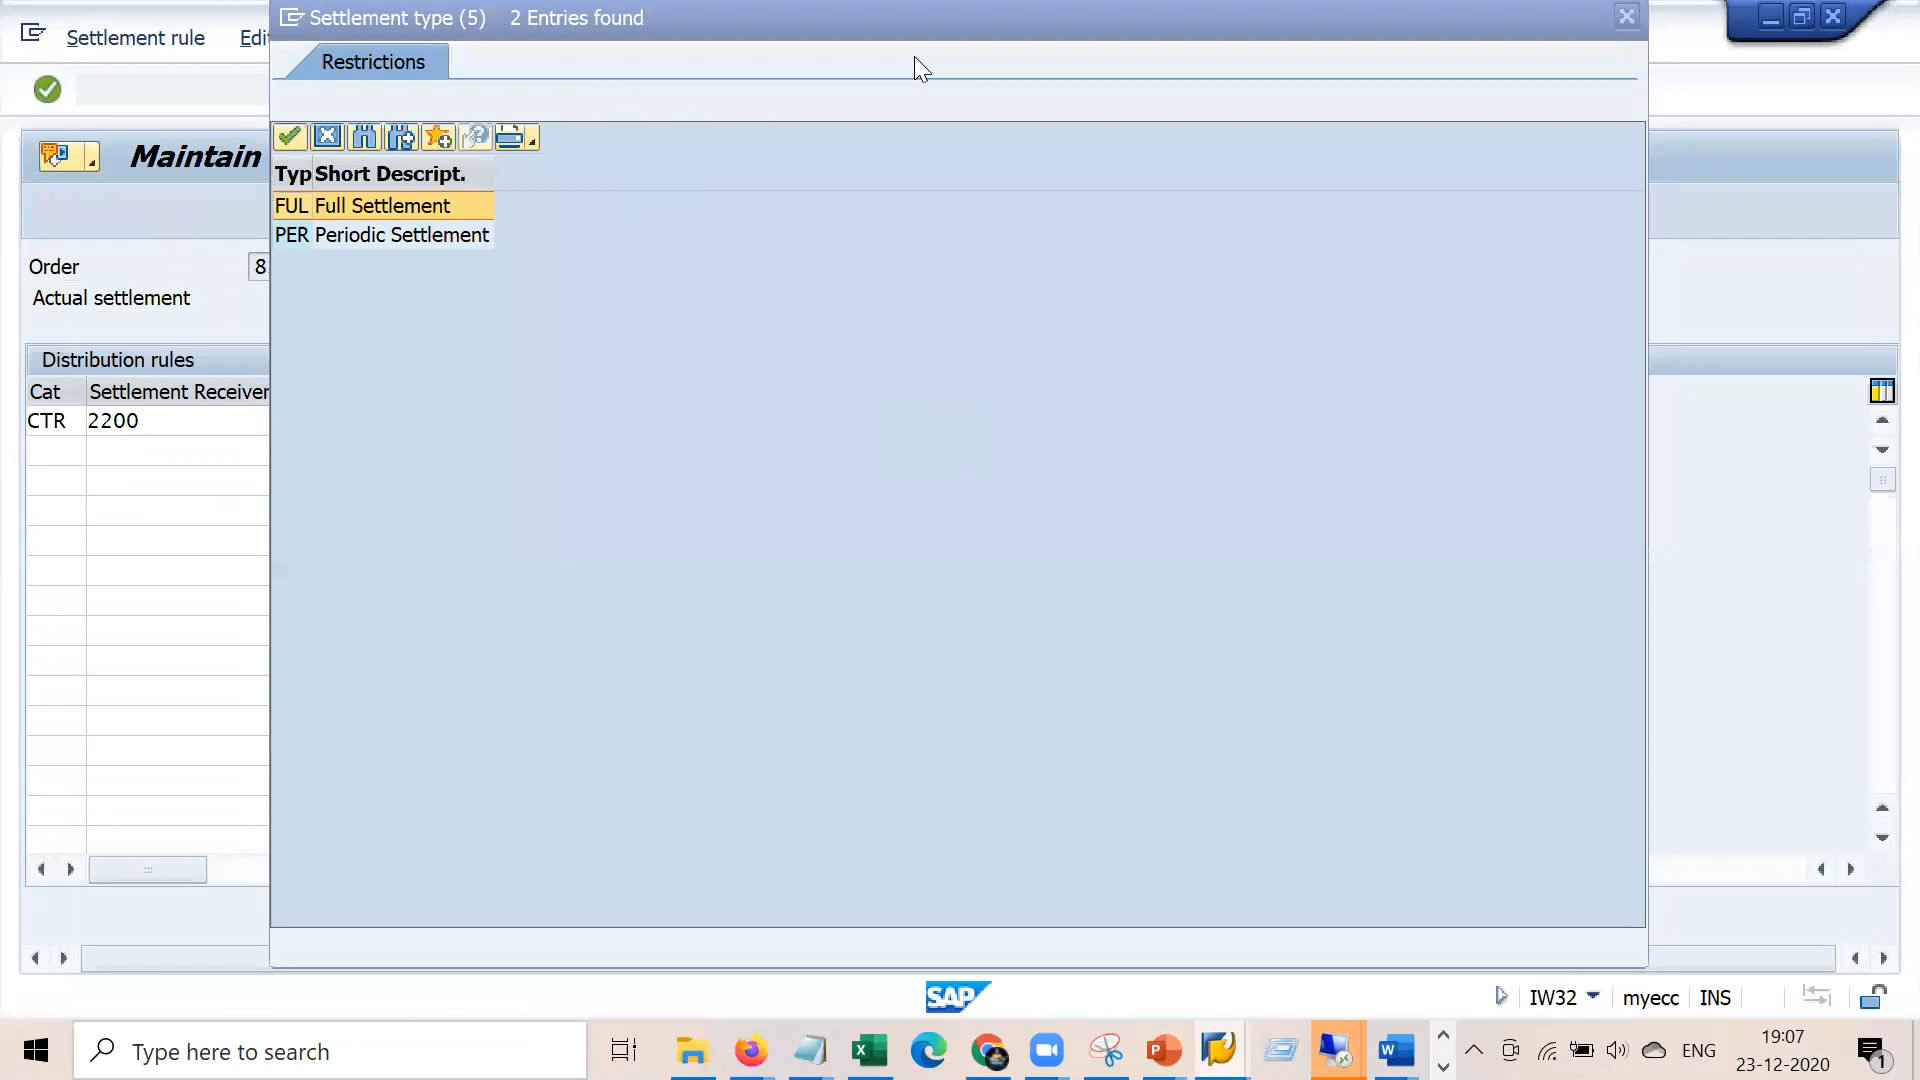 Settlement type (5) 2 Entries found
Settlement rule
Restrictions
Maintain
Typ Short Descript.
FUL Full Settlement
PER Periodic Settlement
Order
Actual settlement
Distribution rules
Cat Settlement Receiver
CTR 2200
SAP
IW32 myecc INS
Type here to search
ENG
19:07
23-12-2020
1